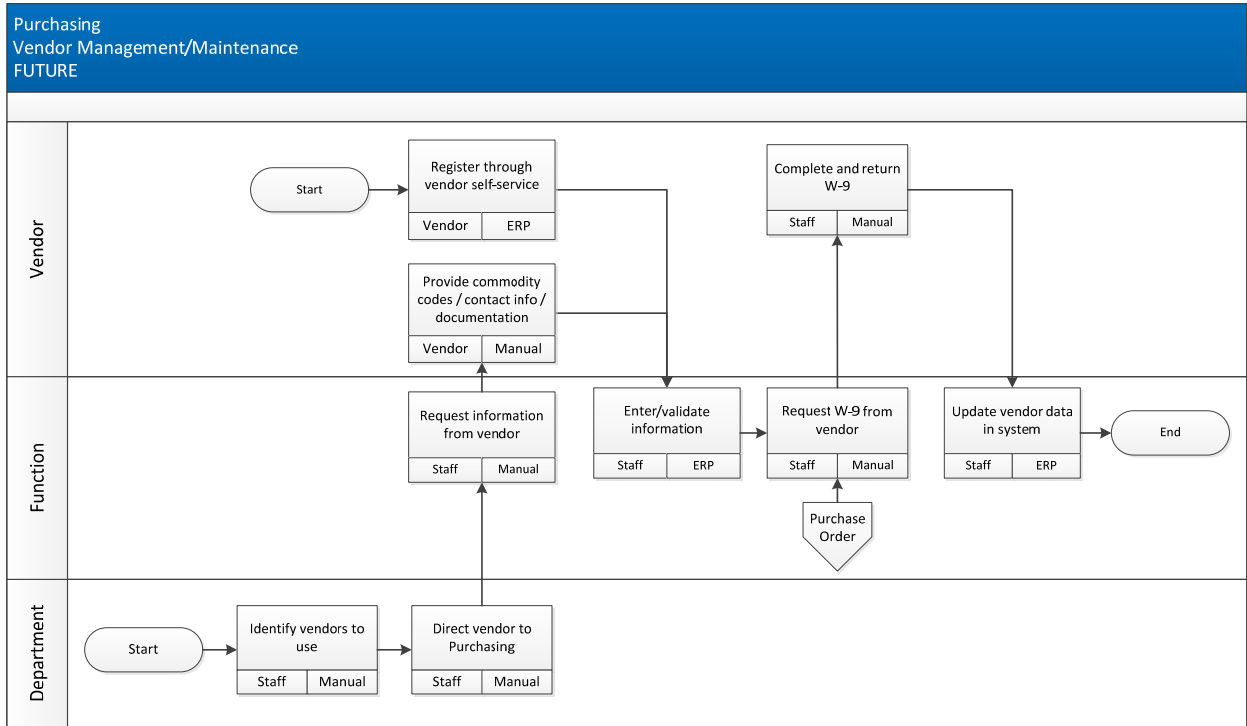 Purchasing
Vendor Management/Maintenance
FUTURE
Vendor
Start
Register through
vendor self-service
Vendor ERP
Provide commodity
codes / contact info /
documentation
Vendor Manual
Complete and return
W-9
Staff Manual
Function
Request information
from vendor
Staff Manual
Enter/validate
information
Staff ERP
Request W-9 from
vendor
Staff Manual
Update vendor data
in system
Staff ERP
End
Purchase
Order
Department
Start
Identify vendors to
use
Staff Manual
Direct vendor to
Purchasing
Staff Manual